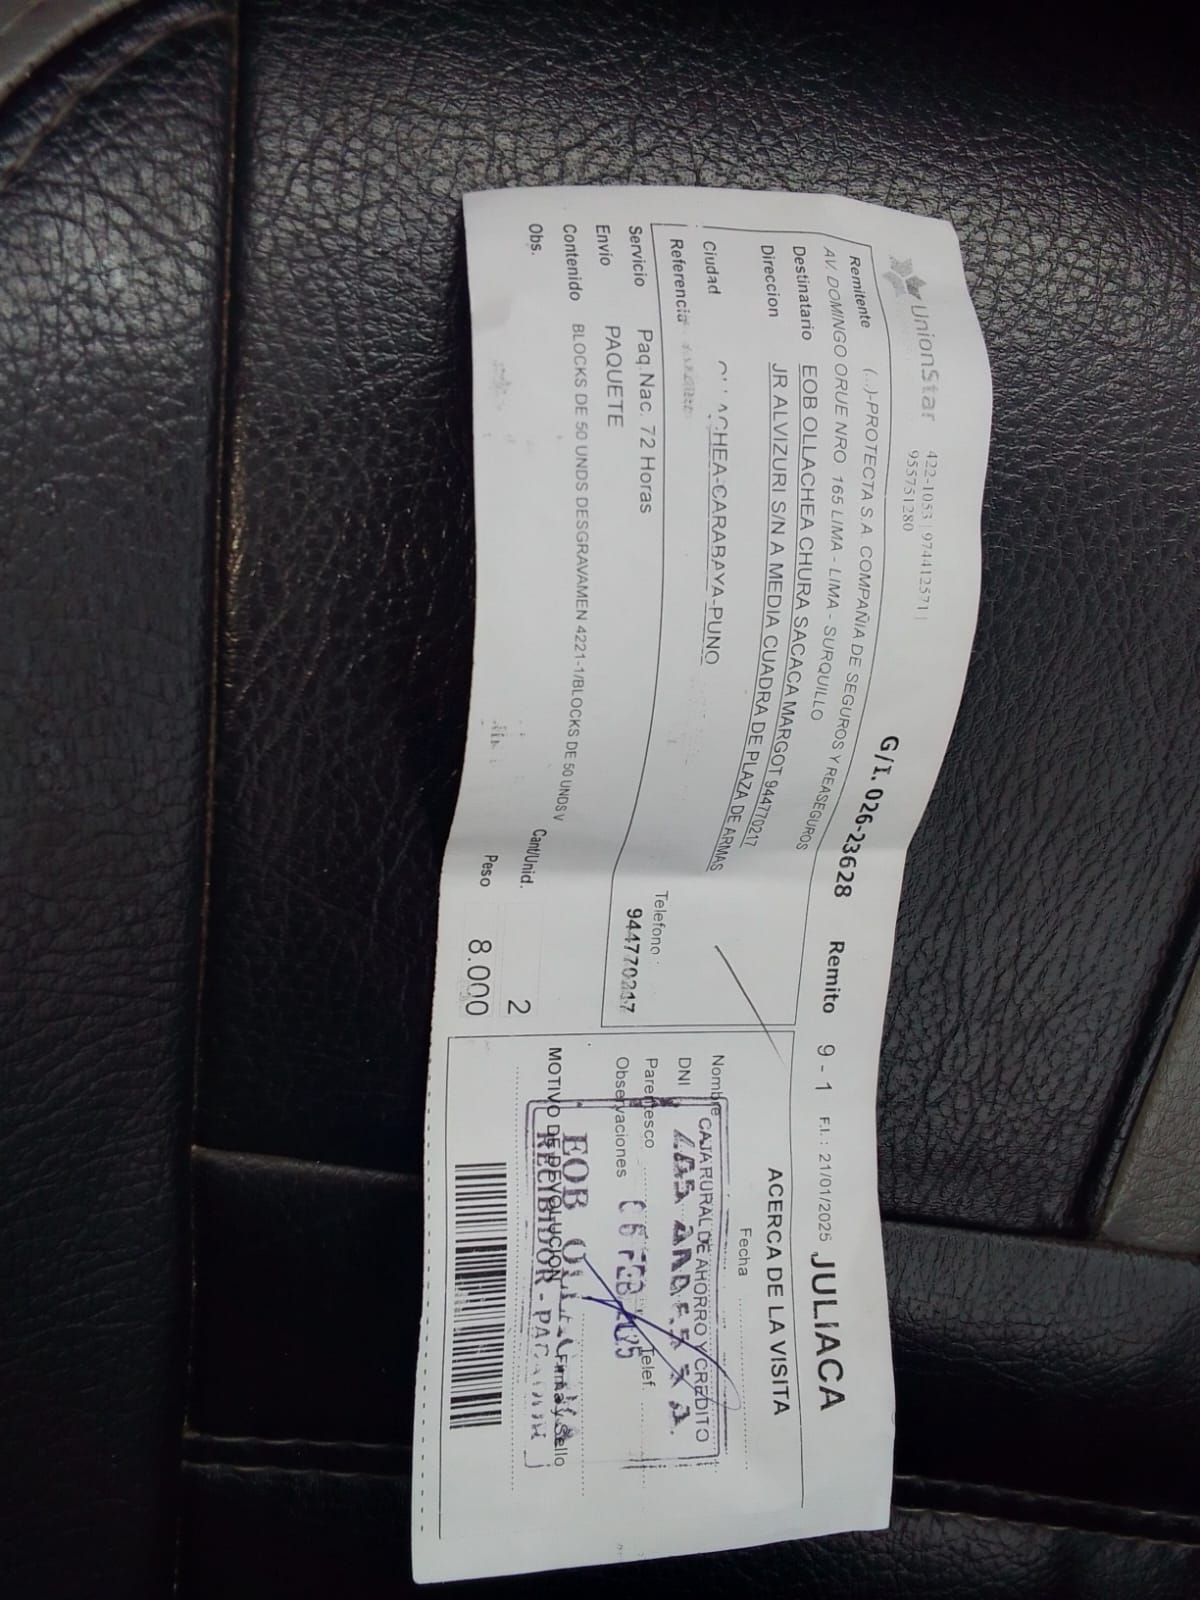 UnionStar 422-1053 | 974412571 |
955751280
G/I. 026-23628 Remito 9 - 1 F.I.: 21/01/2025 JULIACA
Remitente (...)-PROTECTA S.A. COMPAÑIA DE SEGUROS Y REASEGUROS
AV. DOMINGO ORUE NRO 165 LIMA - LIMA - SURQUILLO
Destinatario EOB OLLACHEA CHURA SACACA MARGOT 944770217
Direccion JR ALVIZURI S/N A MEDIA CUADRA DE PLAZA DE ARMAS
Ciudad ACHEA-CARABAYA-PUNO
Referencia
Telefono :
944770217
Servicio Paq.Nac. 72 Horas
Envio PAQUETE
Contenido BLOCKS DE 50 UNDS DESGRAVAMEN 4221-1/BLOCKS DE 50 UNDS V
Obs.
Cant/Unid. 2
Peso 8.000
ACERCA DE LA VISITA
Fecha
Nombre
DNI
Parentesco
Telef.
Observaciones
MOTIVO DE DEVOLUCION
Firma y Sello
CAJA RURAL DE AHORRO Y CREDITO
LOS ANDES S A.
06 FEB 2025
EOB
RECIBIDOR -